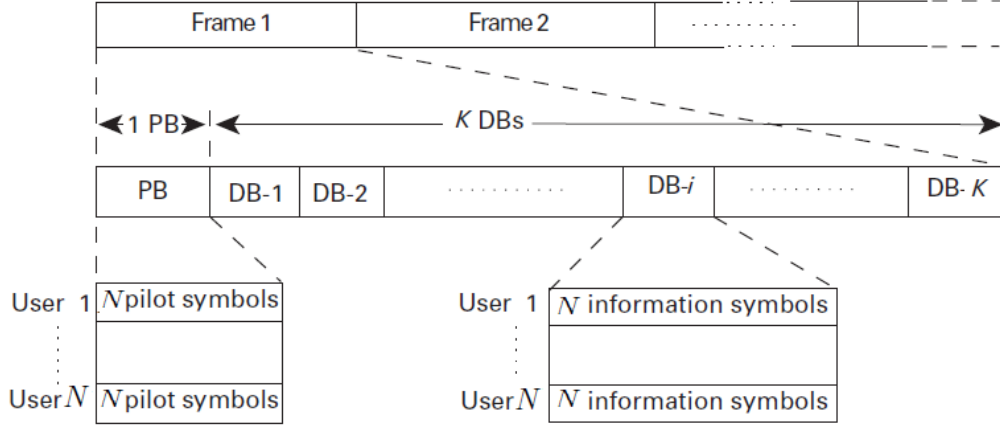 Frame 1 Frame 2
1 PB K DBs
PB DB-1 DB-2 DB-i DB- K
User 1 N pilot symbols User 1 N information symbols
User N N pilot symbols User N N information symbols